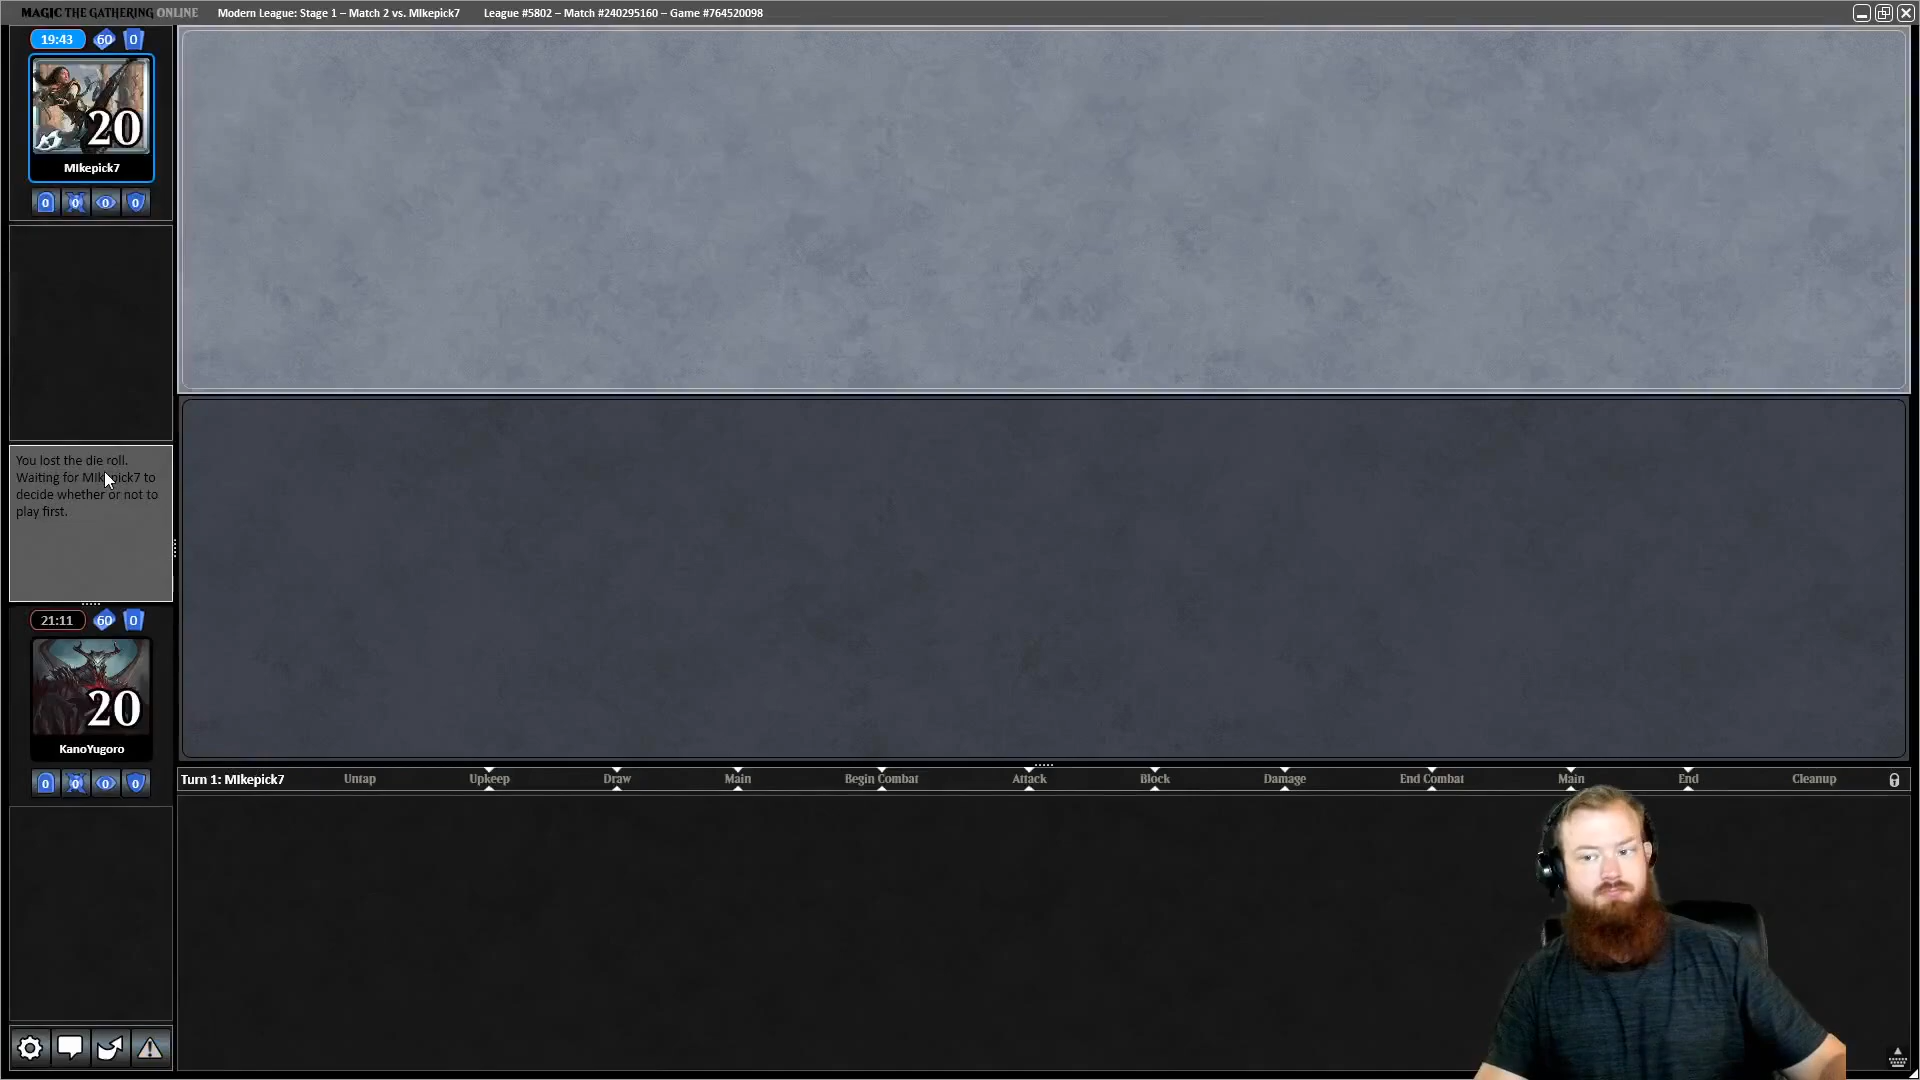 MAGIC THE GATHERING ONLINE
Modern League: Stage 1 – Match 2 vs. MIkepick7
League #5802 – Match #240295160 – Game #764520098
19:43
60
0
20
MIkepick7
0
0
0
0
You lost the die roll.
Waiting for MIkepick7 to
decide whether or not to
play first.
21:11
60
0
20
KanoYugoro
0
0
0
0
Turn 1: MIkepick7
Untap
Upkeep
Draw
Main
Begin Combat
Attack
Block
Damage
End Combat
Main
End
Cleanup